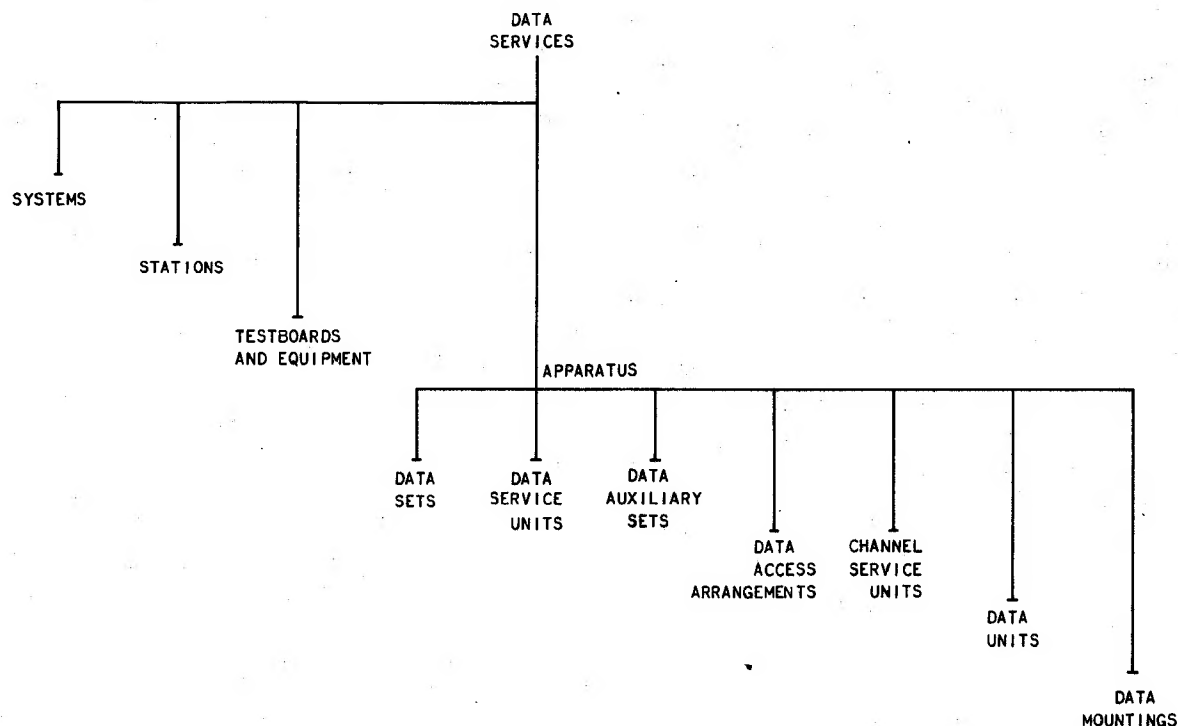 DATA
SERVICES
SYSTEMS
STATIONS
TESTBOARDS
AND EQUIPMENT
APPARATUS
DATA
SETS
DATA
SERVICE
UNITS
DATA
AUXILIARY
SETS
DATA
ACCESS
ARRANGEMENTS
CHANNEL
SERVICE
UNITS
DATA
UNITS
DATA
MOUNTINGS